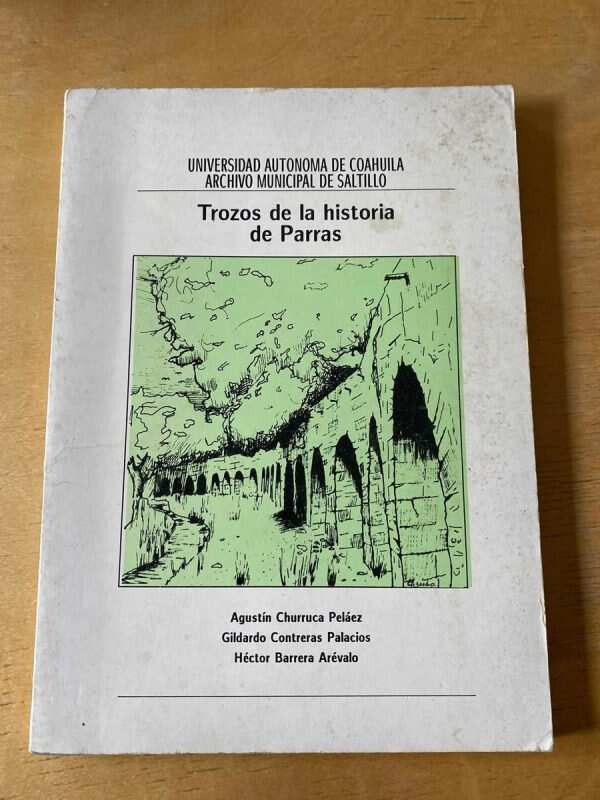 UNIVERSIDAD AUTONOMA DE COAHUILA
ARCHIVO MUNICIPAL DE SALTILLO
Trozos de la historia
de Parras
Agustín Churruca Peláez
Gildardo Contreras Palacios
Héctor Barrera Arévalo